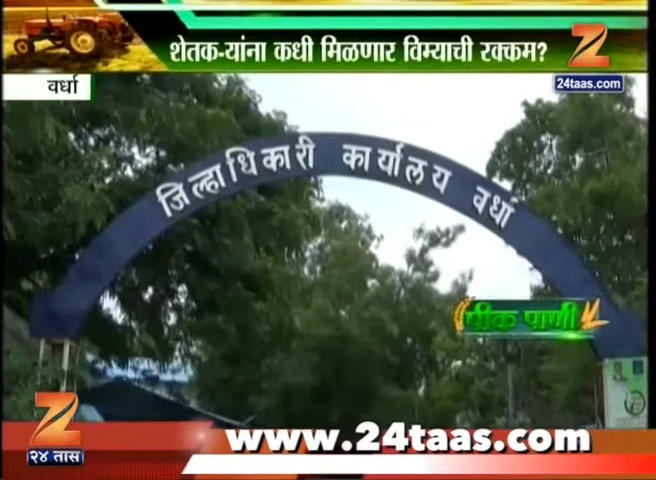 शेतक-यांना कधी मिळणार विम्याची रक्कम?
24taas.com
वर्धा
जिल्हाधिकारी कार्यालय वर्धा
पीक पाणी
२४ तास
www.24taas.com